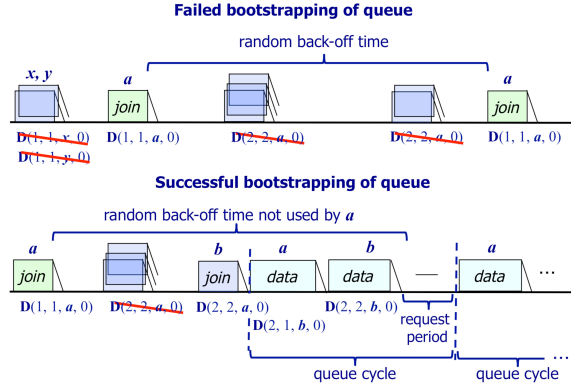 Failed bootstrapping of queue
random back-off time
x, y
a
a
join
join
D(1, 1, x, 0)
D(1, 1, a, 0)
D(2, 2, a, 0)
D(2, 2, a, 0)
D(1, 1, a, 0)
D(1, 1, y, 0)
Successful bootstrapping of queue
random back-off time not used by a
a
b
a
b
a
join
join
data
data
—
data
...
D(1, 1, a, 0)
D(2, 2, a, 0)
D(2, 2, a, 0)
D(2, 2, b, 0)
D(2, 1, b, 0)
request
period
queue cycle
queue cycle
...